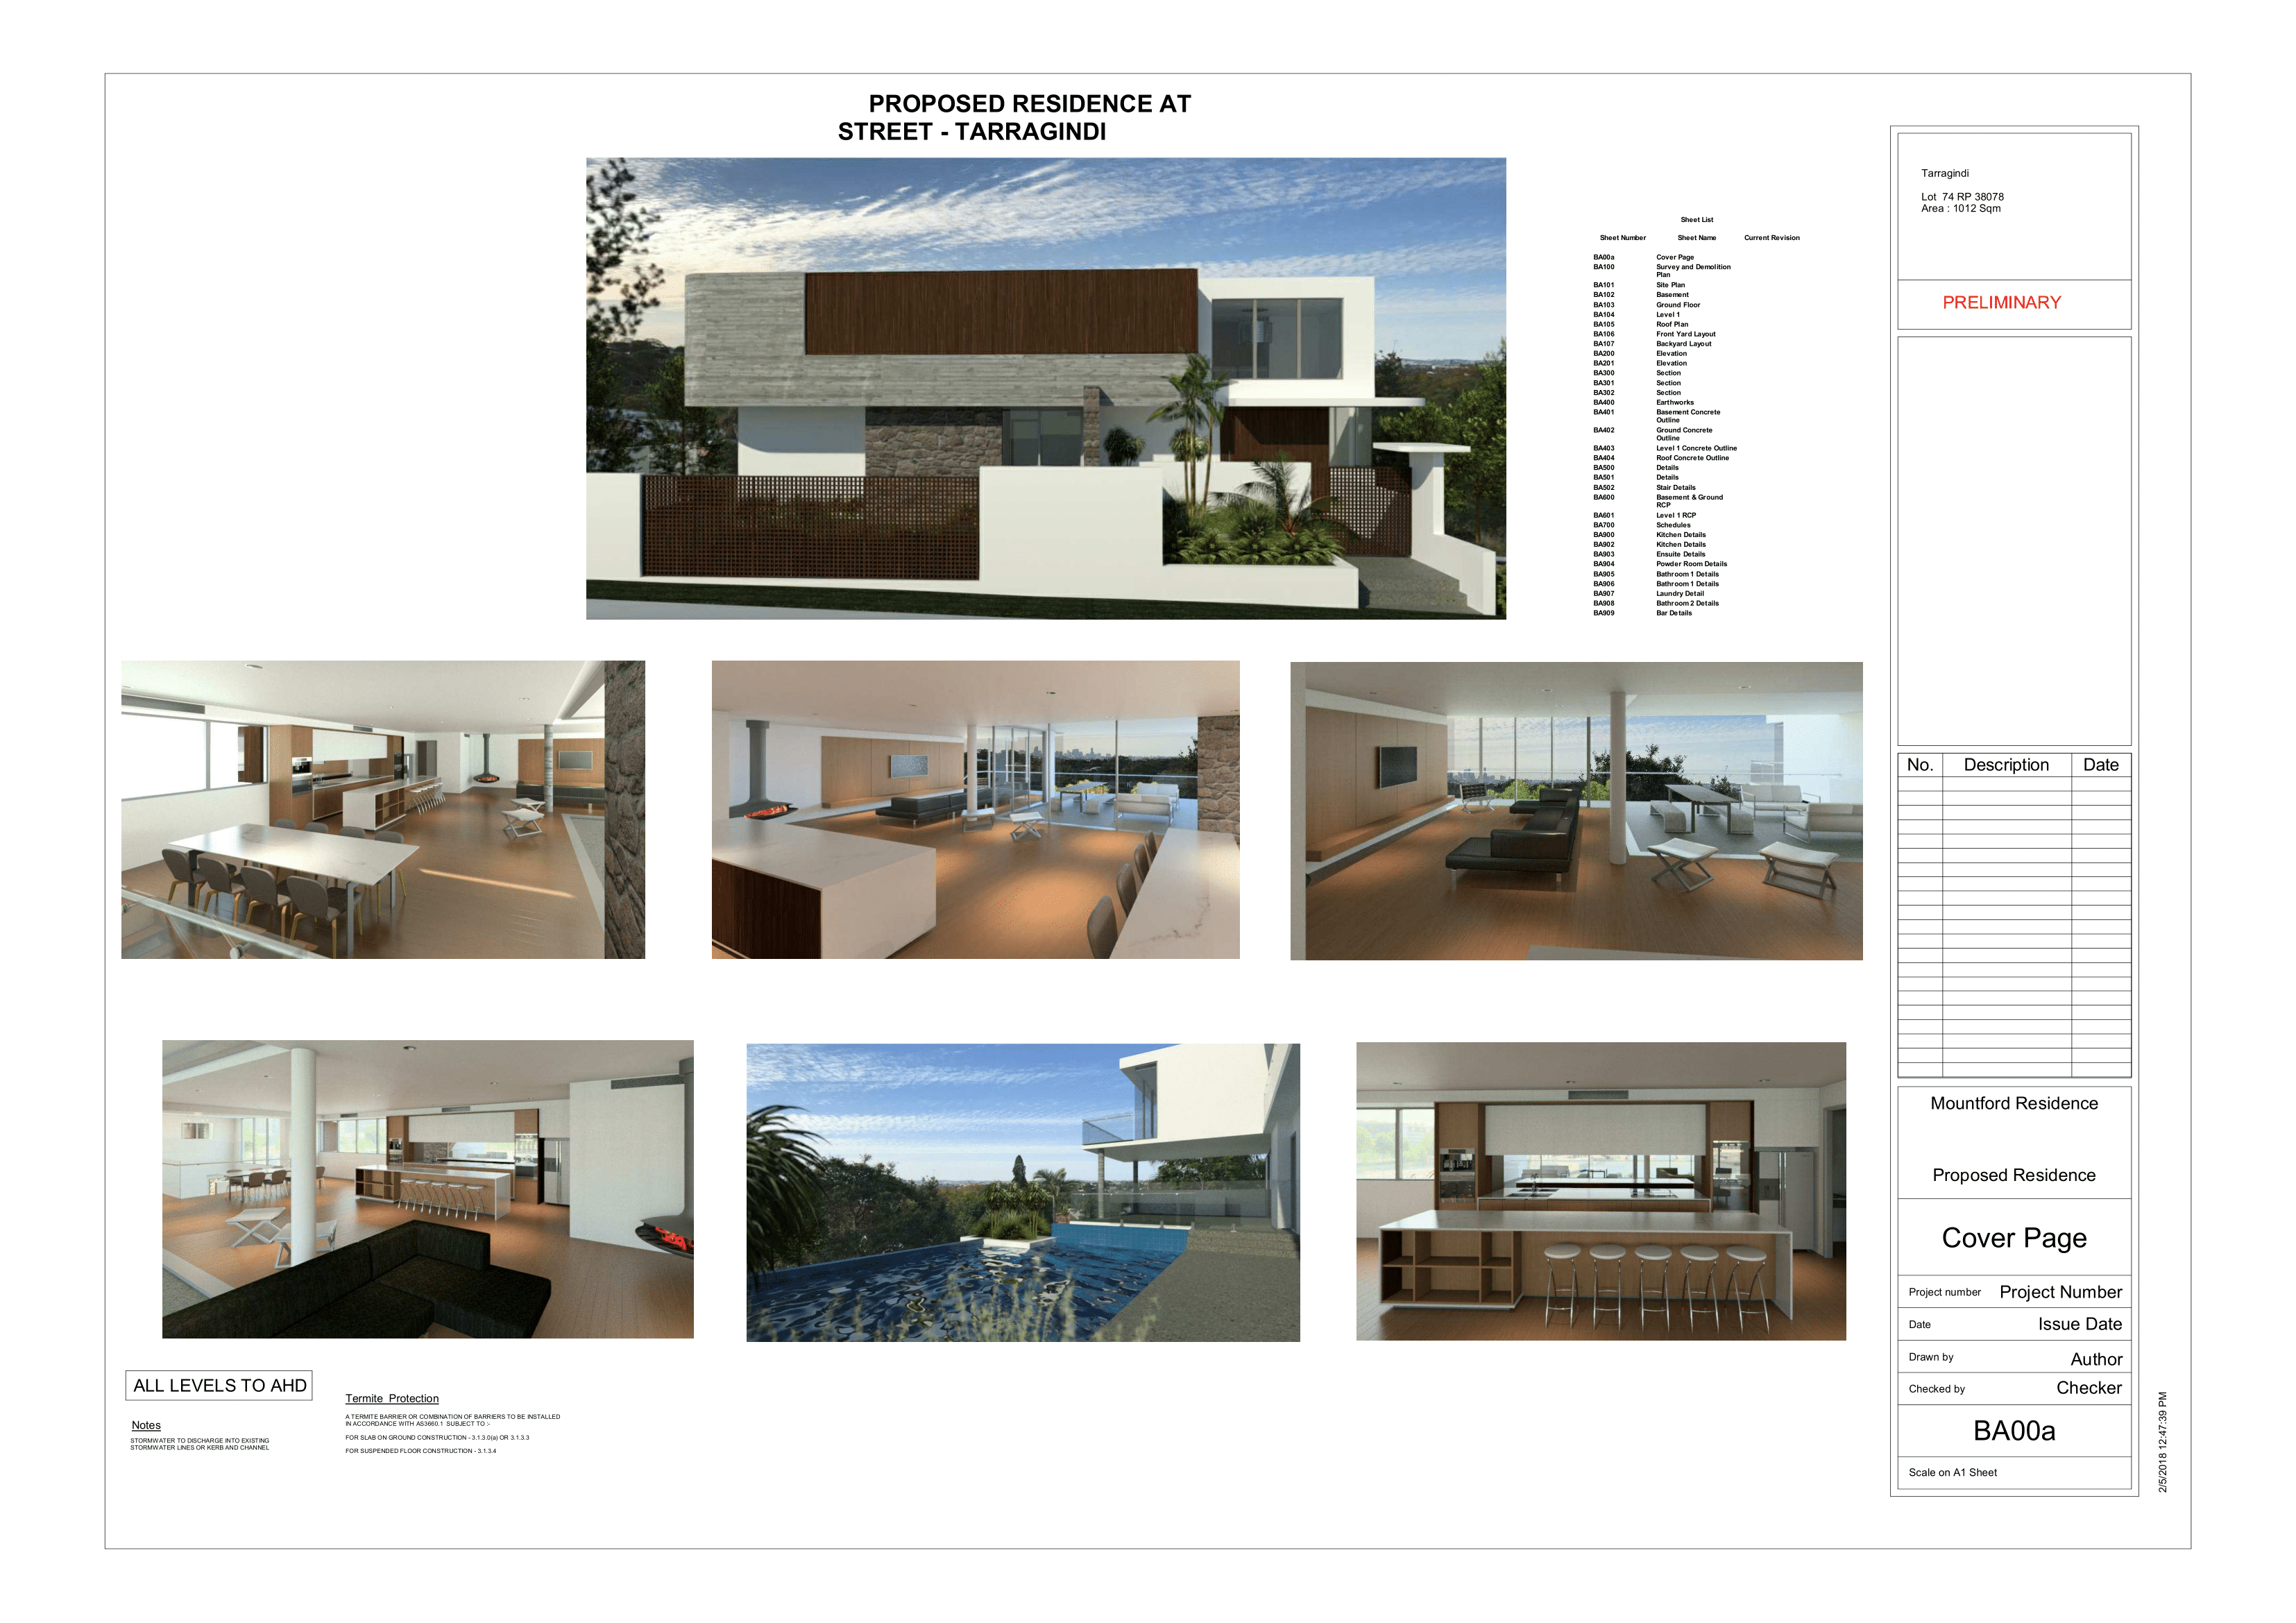 PROPOSED RESIDENCE AT
STREET - TARRAGINDI
Sheet List
Sheet Number Sheet Name Current Revision
BA00a Cover Page
BA100 Survey and Demolition
Plan
BA101 Site Plan
BA102 Basement
BA103 Ground Floor
BA104 Level 1
BA105 Roof Plan
BA106 Front Yard Layout
BA107 Backyard Layout
BA200 Elevation
BA201 Elevation
BA300 Section
BA301 Section
BA302 Section
BA400 Earthworks
BA401 Basement Concrete
Outline
BA402 Ground Concrete
Outline
BA403 Level 1 Concrete Outline
BA404 Roof Concrete Outline
BA500 Details
BA501 Details
BA502 Stair Details
BA600 Basement & Ground
RCP
BA601 Level 1 RCP
BA700 Schedules
BA900 Kitchen Details
BA902 Kitchen Details
BA903 Ensuite Details
BA904 Powder Room Details
BA905 Bathroom 1 Details
BA906 Bathroom 1 Details
BA907 Laundry Detail
BA908 Bathroom 2 Details
BA909 Bar Details
ALL LEVELS TO AHD
Notes
STORMWATER TO DISCHARGE INTO EXISTING
STORMWATER LINES OR KERB AND CHANNEL
Termite Protection
A TERMITE BARRIER OR COMBINATION OF BARRIERS TO BE INSTALLED
IN ACCORDANCE WITH AS3660.1 SUBJECT TO :-
FOR SLAB ON GROUND CONSTRUCTION - 3.1.3.0(a) OR 3.1.3.3
FOR SUSPENDED FLOOR CONSTRUCTION - 3.1.3.4
Tarragindi
Lot 74 RP 38078
Area : 1012 Sqm
PRELIMINARY
No. Description Date
Mountford Residence
Proposed Residence
Cover Page
Project number Project Number
Date Issue Date
Drawn by Author
Checked by Checker
BA00a
Scale on A1 Sheet
2/5/2018 12:47:39 PM